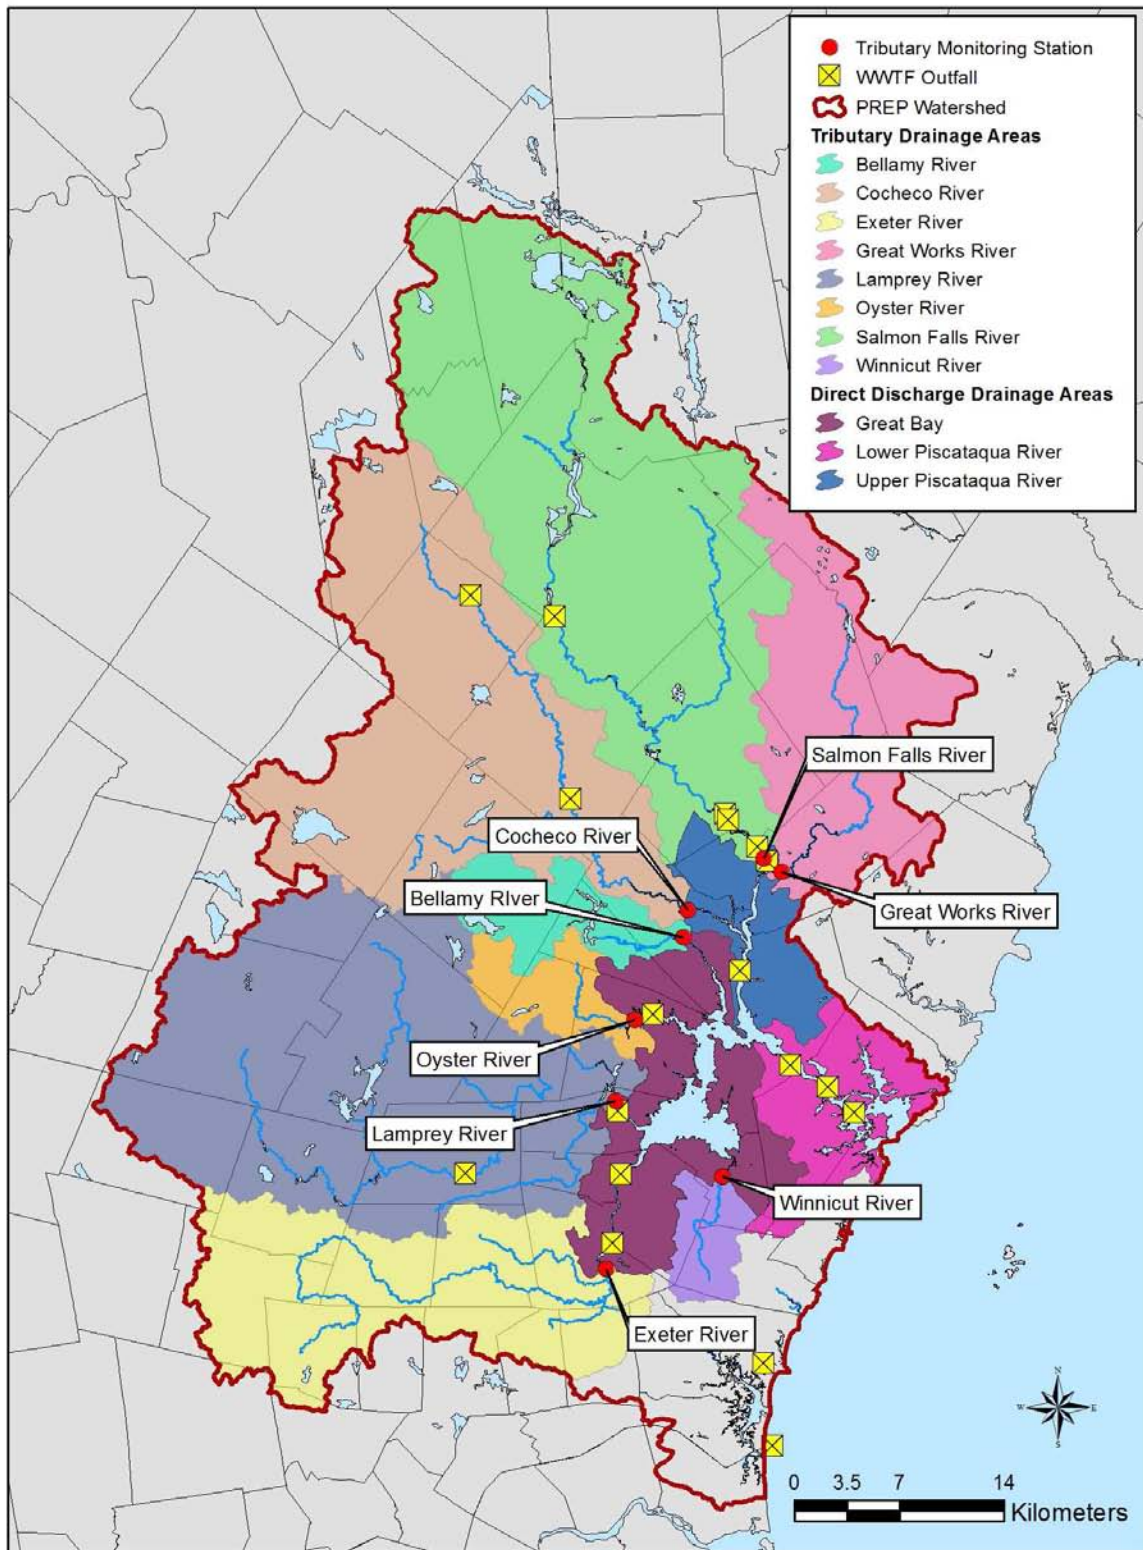 Tributary Monitoring Station
WWTF Outfall
PREP Watershed
Tributary Drainage Areas
Bellamy River
Cocheco River
Exeter River
Great Works River
Lamprey River
Oyster River
Salmon Falls River
Winnicut River
Direct Discharge Drainage Areas
Great Bay
Lower Piscataqua River
Upper Piscataqua River
Salmon Falls River
Cocheco River
Bellamy RIver
Great Works River
Oyster River
Lamprey River
Winnicut River
Exeter River
N
W E
S
0 3.5 7 14
Kilometers